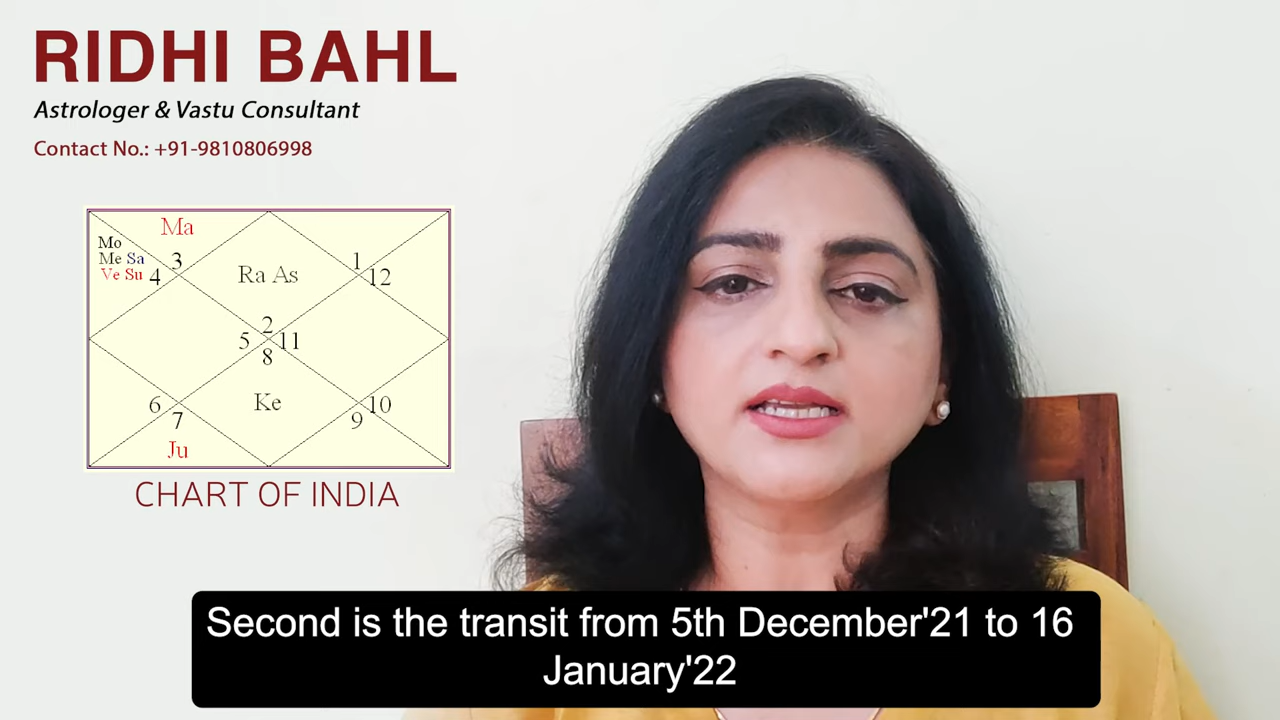 RIDHI BAHL
Astrologer & Vastu Consultant
Contact No.: +91-9810806998
Ma
Mo
Me Sa
Ve Su
4
3
Ra As
1
12
2
5
11
8
6
7
Ke
10
9
Ju
CHART OF INDIA
Second is the transit from 5th December'21 to 16
January'22